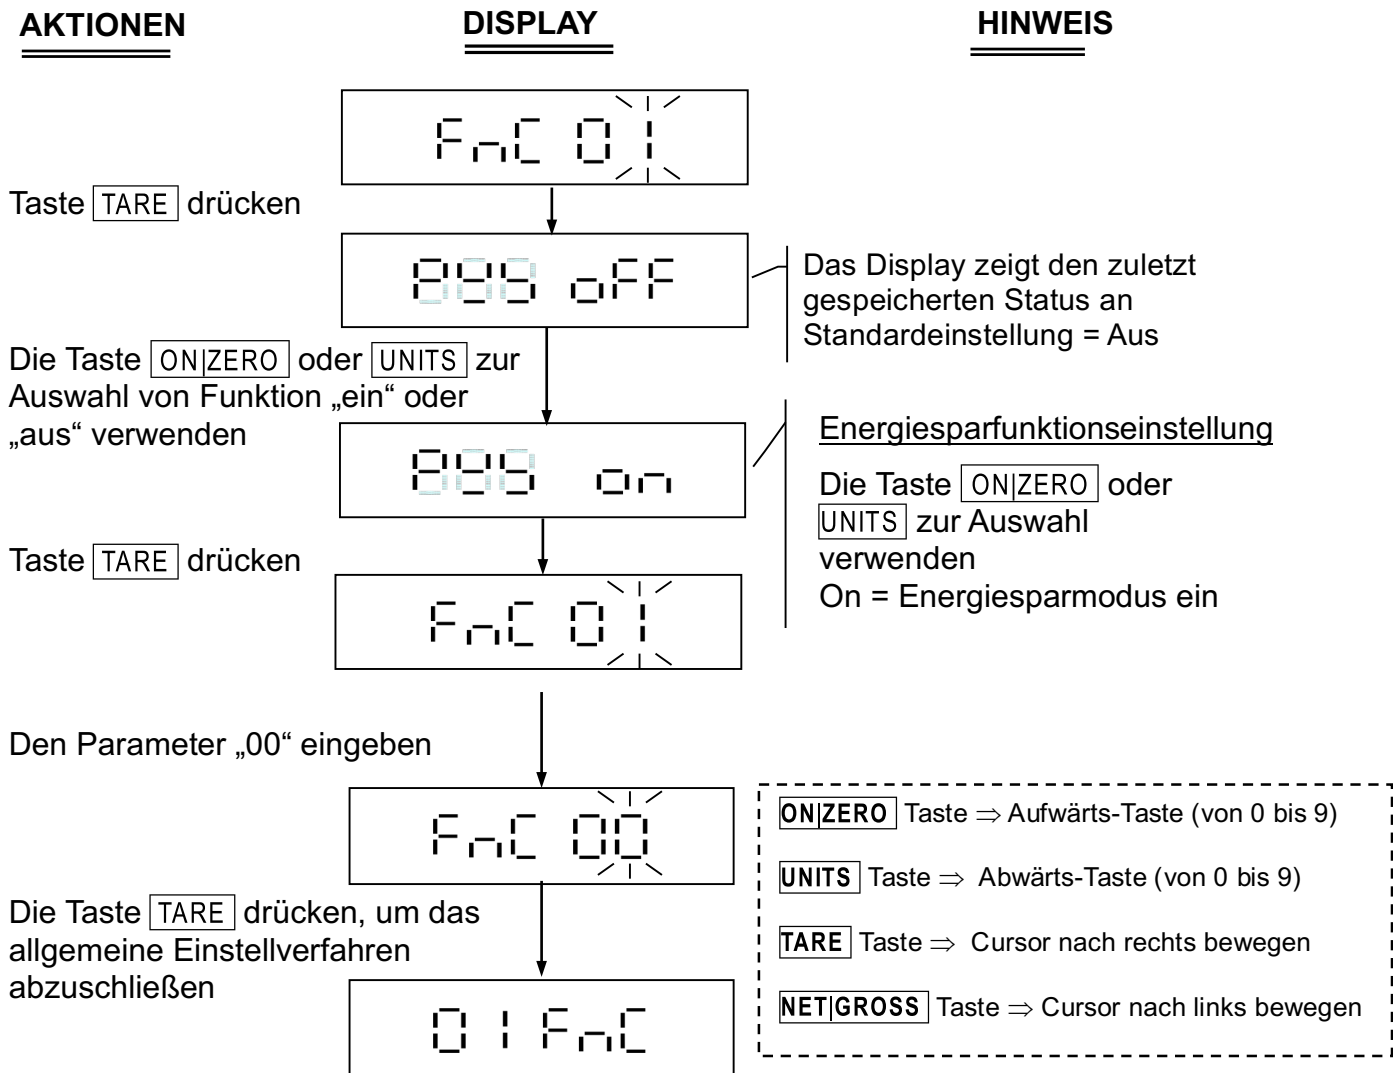 AKTIONEN
DISPLAY
HINWEIS
FnC 01
Taste TARE drücken
PYS oFF
Das Display zeigt den zuletzt
gespeicherten Status an
Standardeinstellung = Aus
Die Taste ON|ZERO oder UNITS zur
Auswahl von Funktion „ein“ oder
„aus“ verwenden
PYS on
Energiesparfunktionseinstellung
Die Taste ON|ZERO oder
UNITS zur Auswahl
verwenden
On = Energiesparmodus ein
Taste TARE drücken
FnC 01
Den Parameter „00“ eingeben
FnC 00
Die Taste TARE drücken, um das
allgemeine Einstellverfahren
abzuschließen
01 FnC
ON|ZERO Taste ⇒ Aufwärts-Taste (von 0 bis 9)
UNITS Taste ⇒ Abwärts-Taste (von 0 bis 9)
TARE Taste ⇒ Cursor nach rechts bewegen
NET|GROSS Taste ⇒ Cursor nach links bewegen